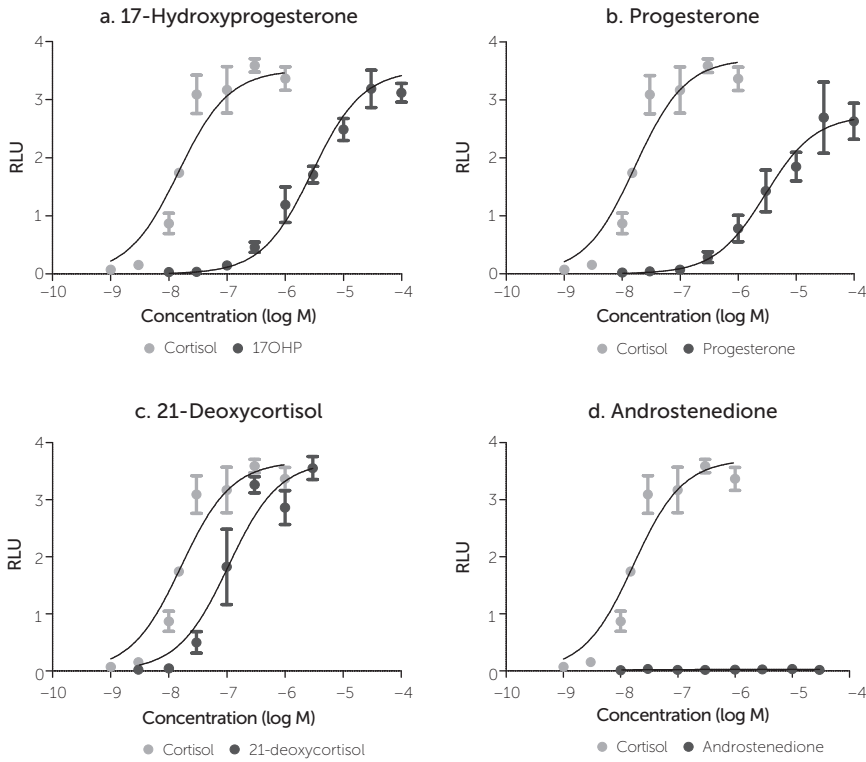 a. 17-Hydroxyprogesterone
4
3
2
1
0
RLU
−10 −9 −8 −7 −6 −5 −4
Concentration (log M)
Cortisol 17OHP
b. Progesterone
4
3
2
1
0
RLU
−10 −9 −8 −7 −6 −5 −4
Concentration (log M)
Cortisol Progesterone
c. 21-Deoxycortisol
4
3
2
1
0
RLU
−10 −9 −8 −7 −6 −5 −4
Concentration (log M)
Cortisol 21-deoxycortisol
d. Androstenedione
4
3
2
1
0
RLU
−10 −9 −8 −7 −6 −5 −4
Concentration (log M)
Cortisol Androstenedione